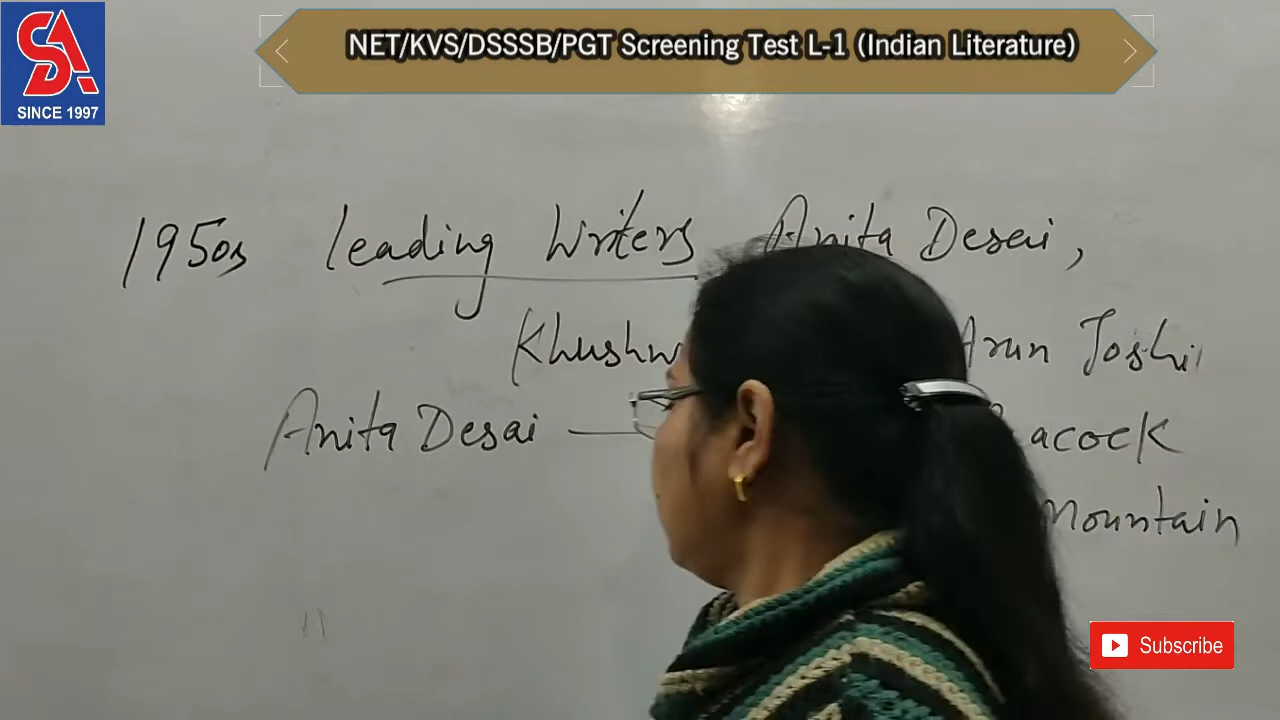 NET/KVS/DSSSB/PGT Screening Test L-1 (Indian Literature)
SA
SINCE 1997
1950s leading Writers Anita Desai,
Khushw Arun Joshi
Anita Desai — acock
Mountain
Subscribe